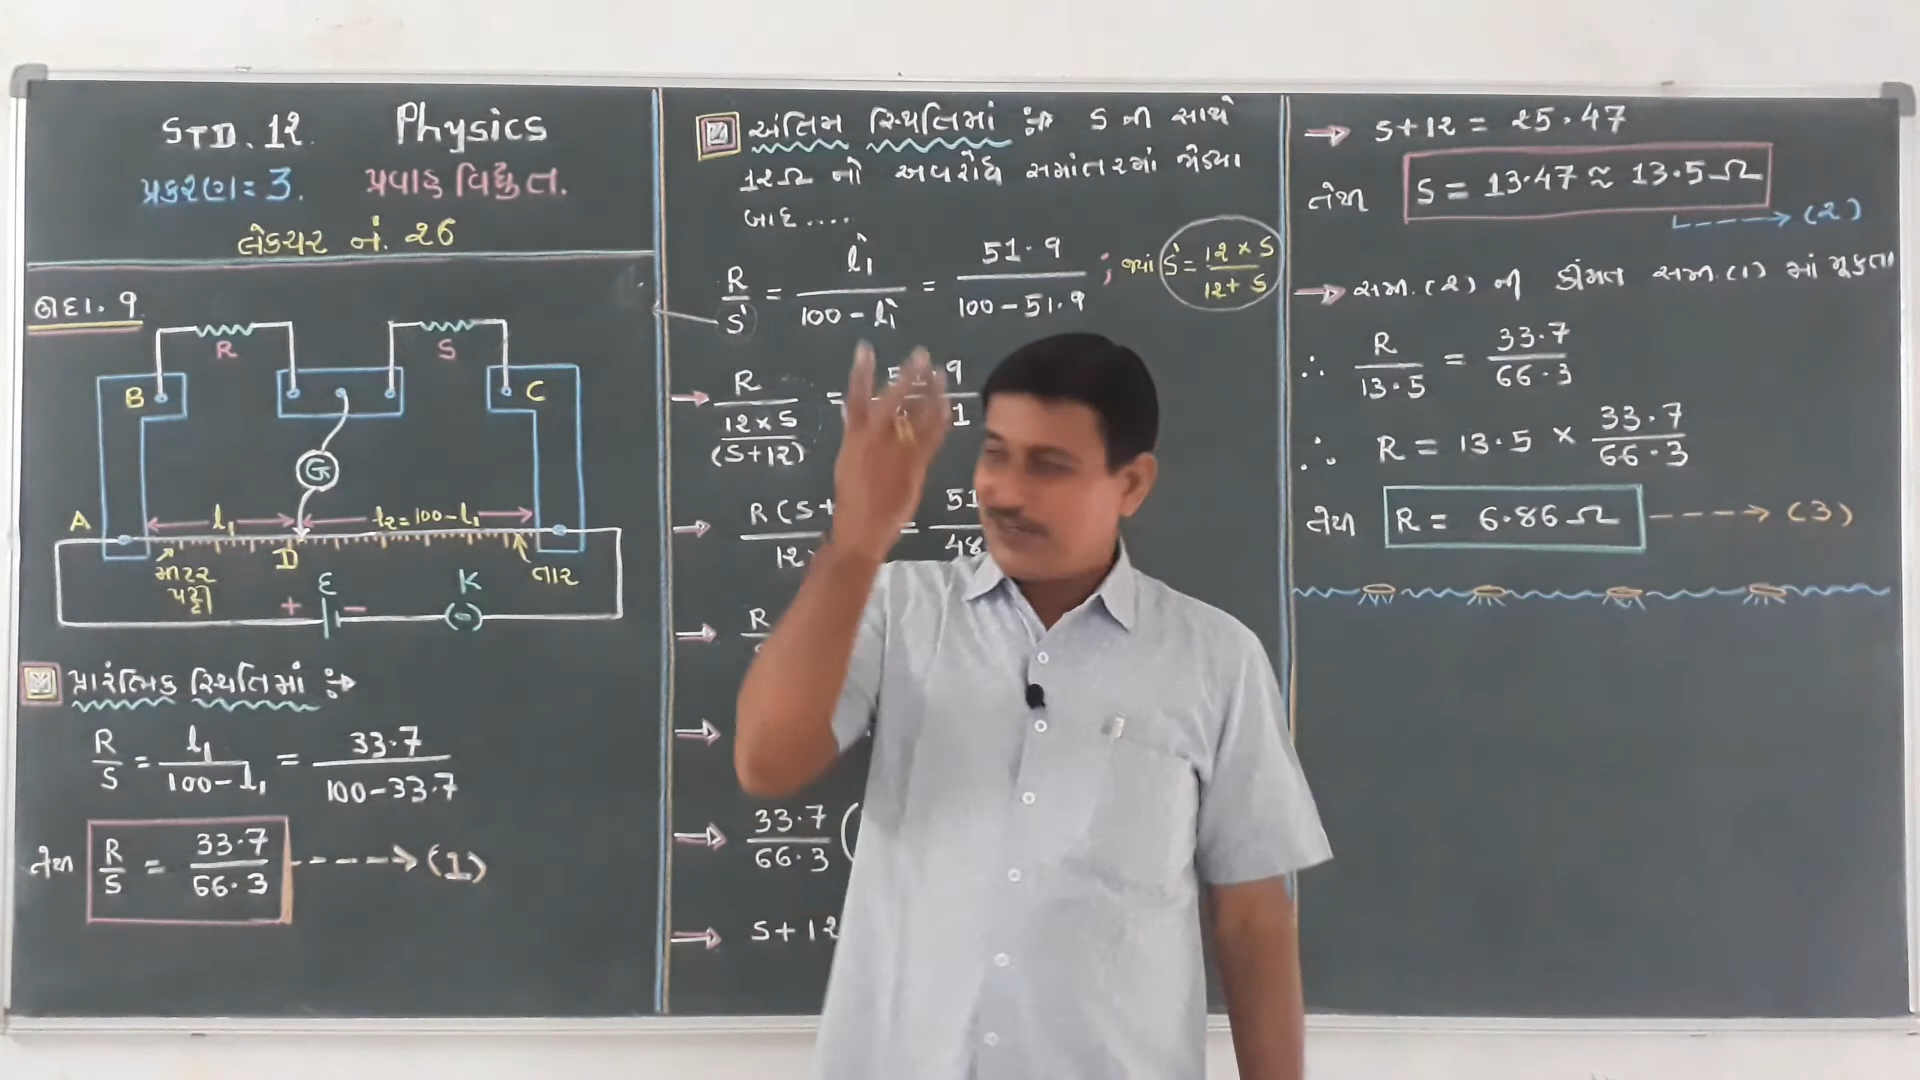 STD. 12. Physics
પ્રકરણ = 3. પ્રવાહ વિદ્યુત.
લેક્ચર નં. 26
ઉદા. 9
R
S
B
C
G
A
l₁
l₂ = 100 - l₁
D
મીટર પટ્ટી
તાર
+ E -
K
પ્રારંભિક સ્થિતિમાં :→
R/S = l₁/(100 - l₁) = 33.7/(100 - 33.7)
તેથી R/S = 33.7/66.3 ----> (1)
અંતિમ સ્થિતિમાં :→ S ની સાથે
12Ω નો અવરોધ સમાંતરમાં જોડ્યા
બાદ....
R/S' = l₁'/(100 - l₁') = 51.9/(100 - 51.9) ; જ્યાં S' = (12 × S)/(12 + S)
→ R/((12 × S)/(S + 12)) =
→ R(S+
→ R
33.7/66.3 (
→ S + 12
→ S + 12 = 25.47
તેથી S = 13.47 ≈ 13.5 Ω
----> (2)
→ સમી. (2) ની કીંમત સમી. (1) માં મૂકતા
∴ R/13.5 = 33.7/66.3
∴ R = 13.5 × 33.7/66.3
તેથી R = 6.86 Ω ----> (3)